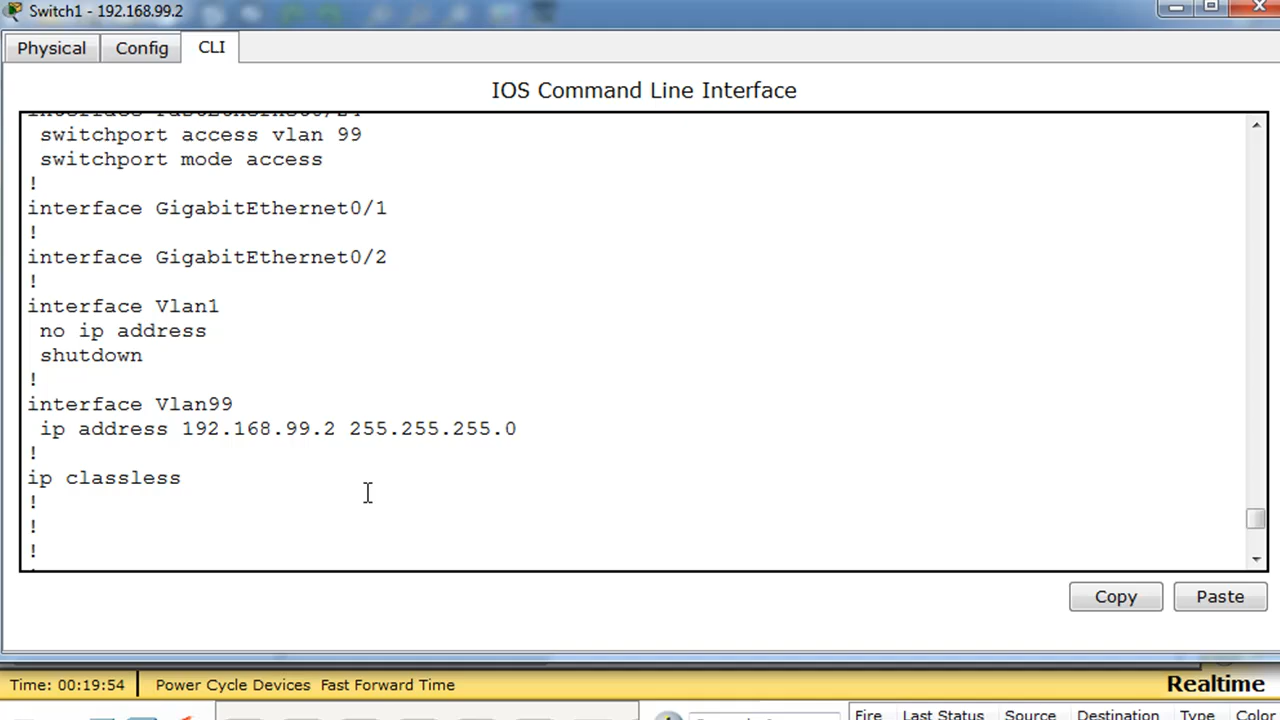 Switch1 - 192.168.99.2
Physical Config CLI
IOS Command Line Interface
switchport access vlan 99
switchport mode access
!
interface GigabitEthernet0/1
!
interface GigabitEthernet0/2
!
interface Vlan1
no ip address
shutdown
!
interface Vlan99
ip address 192.168.99.2 255.255.255.0
!
ip classless
!
!
!
Copy Paste
Time: 00:19:54 Power Cycle Devices Fast Forward Time Realtime
Fire Last Status Source Destination Type Color